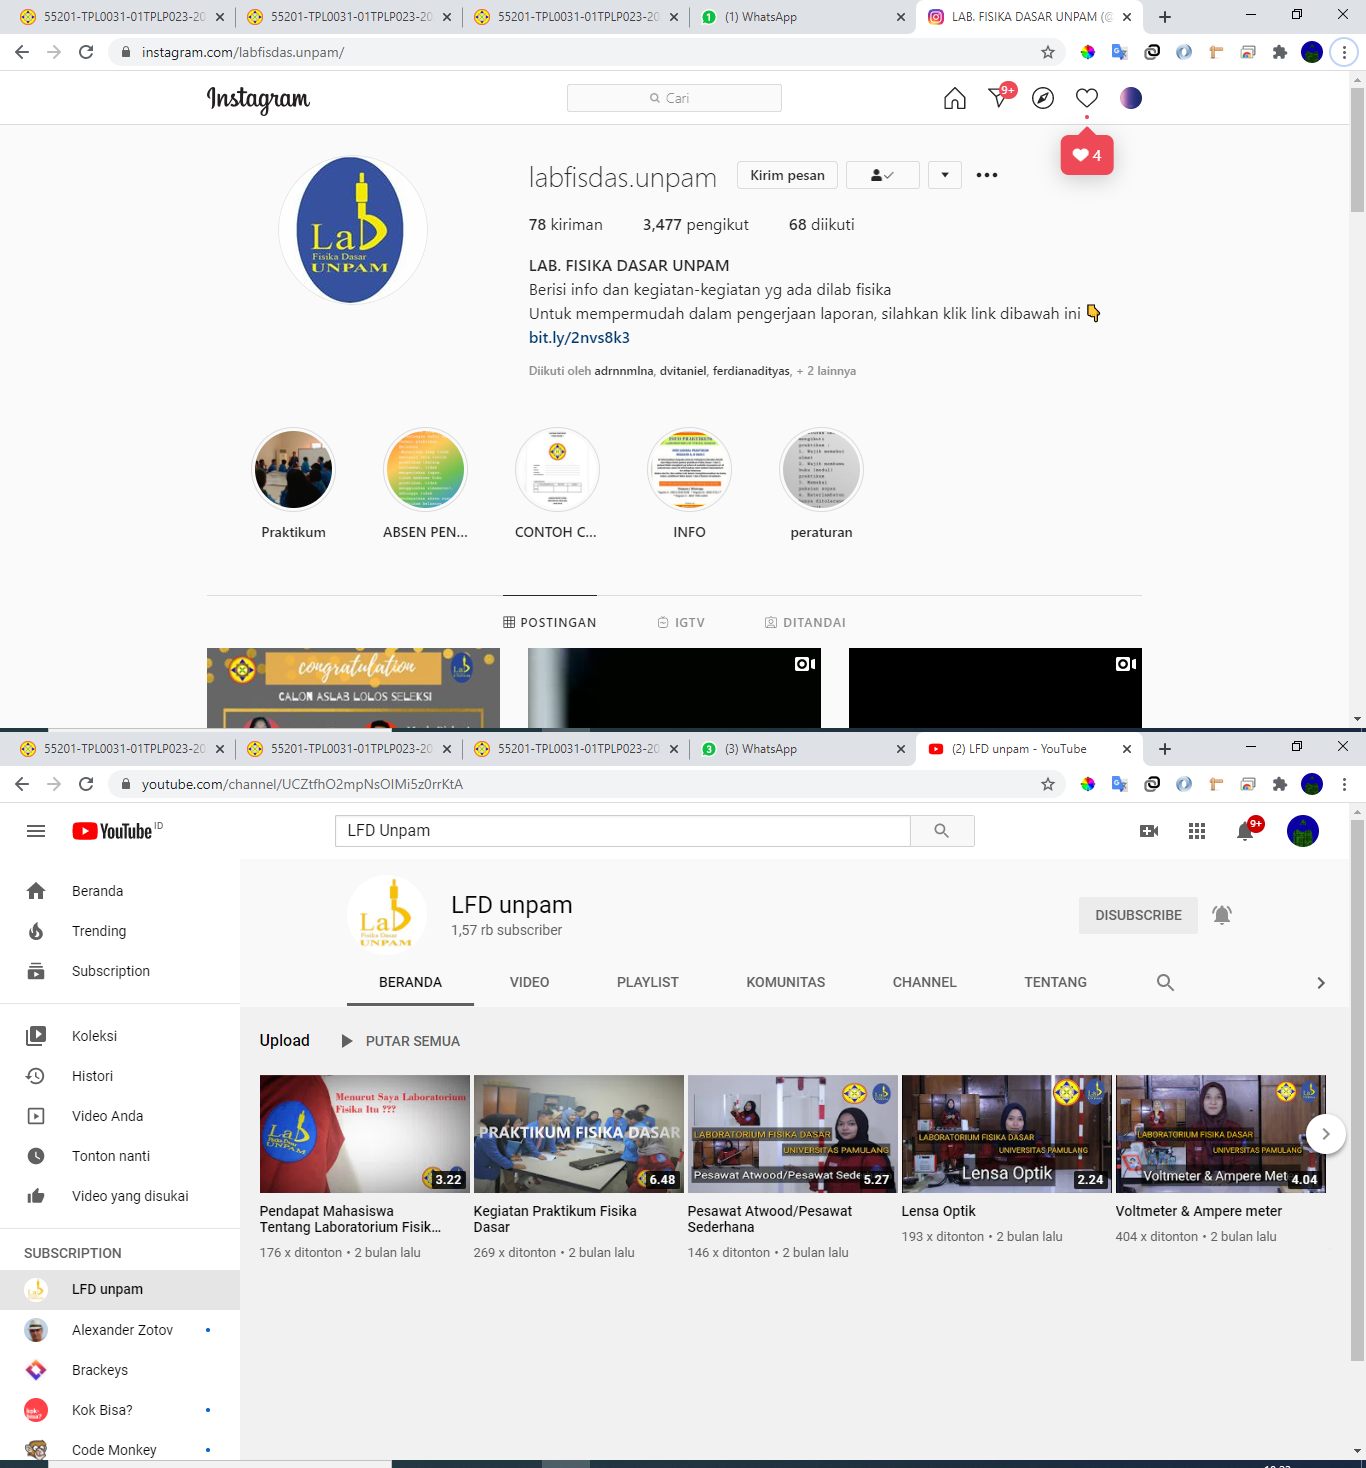 55201-TPL0031-01TPLP023-20
55201-TPL0031-01TPLP023-20
55201-TPL0031-01TPLP023-20
(1) WhatsApp
LAB. FISIKA DASAR UNPAM (@
instagram.com/labfisdas.unpam/
Instagram
Cari
9+
4
Lab
Fisika Dasar
UNPAM
labfisdas.unpam
Kirim pesan
78 kiriman
3,477 pengikut
68 diikuti
LAB. FISIKA DASAR UNPAM
Berisi info dan kegiatan-kegiatan yg ada dilab fisika
Untuk mempermudah dalam pengerjaan laporan, silahkan klik link dibawah ini
bit.ly/2nvs8k3
Diikuti oleh adrnnmlna, dvitaniel, ferdianadityas, + 2 lainnya
Praktikum
ABSEN PEN...
CONTOH C...
INFO
peraturan
POSTINGAN
IGTV
DITANDAI
congratulation
CALON ASLAB LOLOS SELEKSI
55201-TPL0031-01TPLP023-20
55201-TPL0031-01TPLP023-20
55201-TPL0031-01TPLP023-20
(3) WhatsApp
(2) LFD unpam - YouTube
youtube.com/channel/UCZtfhO2mpNsOIMi5z0rrKtA
YouTube ID
LFD Unpam
9+
Beranda
Trending
Subscription
Koleksi
Histori
Video Anda
Tonton nanti
Video yang disukai
SUBSCRIPTION
LFD unpam
Alexander Zotov
Brackeys
Kok Bisa?
Code Monkey
Lab
Fisika Dasar
UNPAM
LFD unpam
1,57 rb subscriber
DISUBSCRIBE
BERANDA
VIDEO
PLAYLIST
KOMUNITAS
CHANNEL
TENTANG
Upload
PUTAR SEMUA
Menurut Saya Laboratorium
Fisika Itu ???
3.22
Pendapat Mahasiswa
Tentang Laboratorium Fisik...
176 x ditonton • 2 bulan lalu
PRAKTIKUM FISIKA DASAR
6.48
Kegiatan Praktikum Fisika
Dasar
269 x ditonton • 2 bulan lalu
LABORATORIUM FISIKA DASAR
UNIVERSITAS PAMULANG
Pesawat Atwood/Pesawat Sede
5.27
Pesawat Atwood/Pesawat
Sederhana
146 x ditonton • 2 bulan lalu
LABORATORIUM FISIKA DASAR
UNIVERSITAS PAMULANG
Lensa Optik
2.24
Lensa Optik
193 x ditonton • 2 bulan lalu
LABORATORIUM FISIKA DASAR
UNIVERSITAS PAMULANG
Voltmeter & Ampere Met
4.04
Voltmeter & Ampere meter
404 x ditonton • 2 bulan lalu